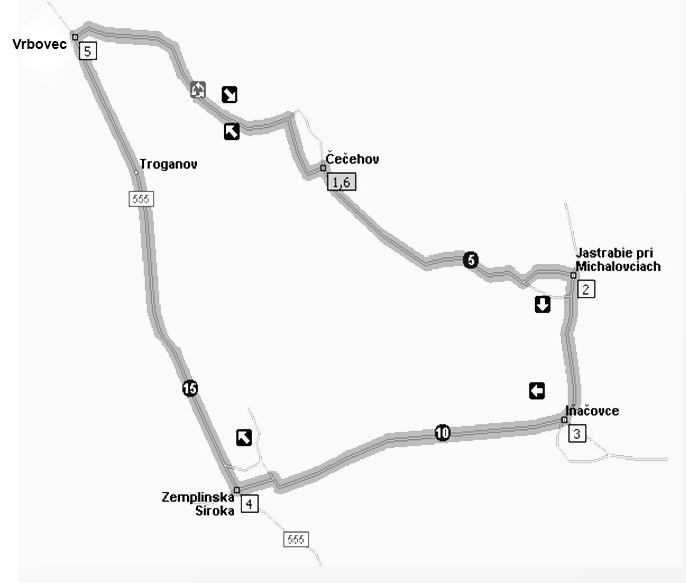 Vrbovec
5
Troganov
555
Čečehov
1,6
5
Jastrabie pri
Michalovciach
2
15
Iňačovce
3
10
Zemplinska
Siroka
4
555